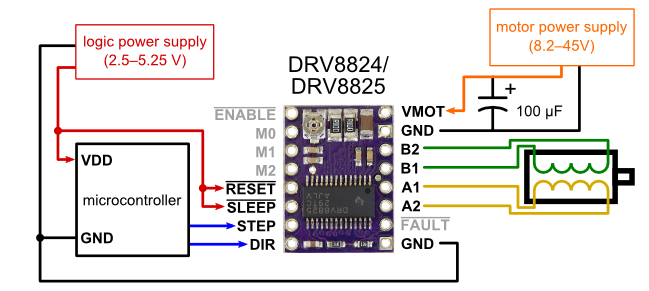 logic power supply
(2.5–5.25 V)
motor power supply
(8.2–45V)
DRV8824/
DRV8825
+
100 µF
ENABLE
M0
M1
M2
RESET
SLEEP
STEP
DIR
VMOT
GND
B2
B1
A1
A2
FAULT
GND
VDD
microcontroller
GND